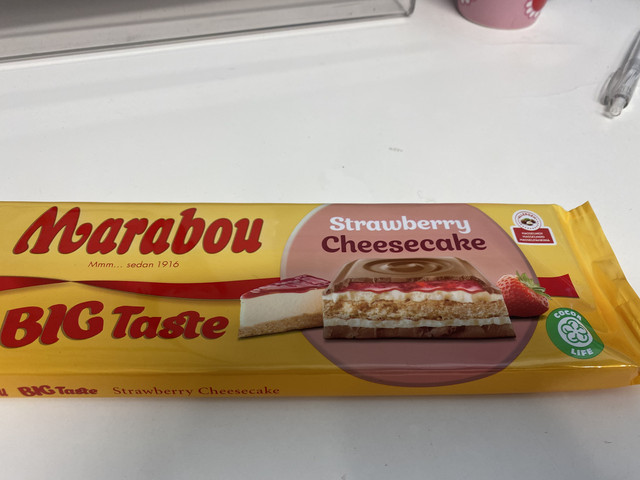 Marabou
Mmm... sedan 1916
BIG Taste
Strawberry
Cheesecake
COCOA
LIFE
BIG Taste Strawberry Cheesecake